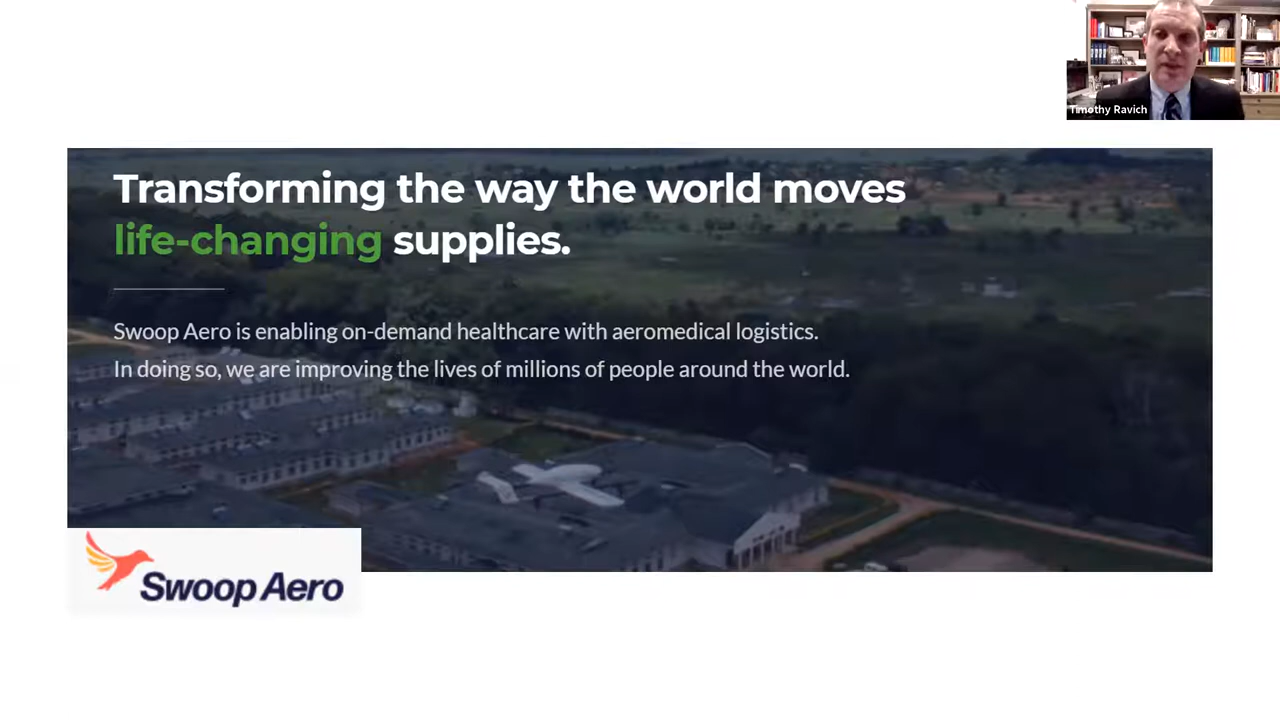 Timothy Ravich
Transforming the way the world moves
life-changing supplies.
Swoop Aero is enabling on-demand healthcare with aeromedical logistics.
In doing so, we are improving the lives of millions of people around the world.
Swoop Aero